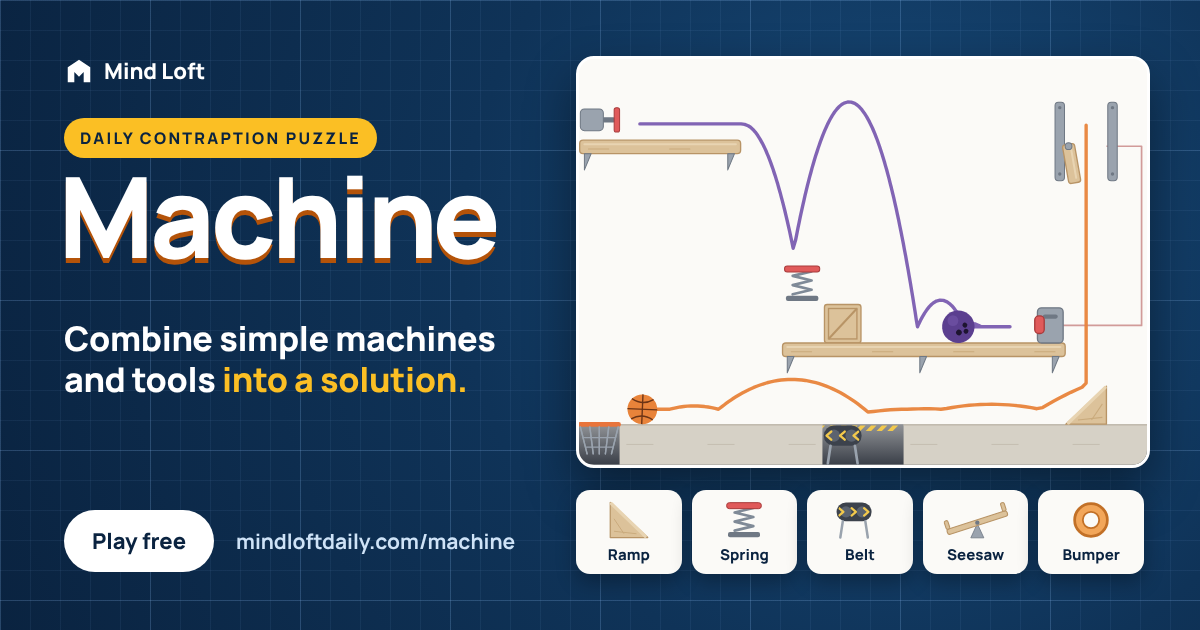 Mind Loft
DAILY CONTRAPTION PUZZLE
Machine
Combine simple machines
and tools into a solution.
Play free
mindloftdaily.com/machine
Ramp
Spring
Belt
Seesaw
Bumper